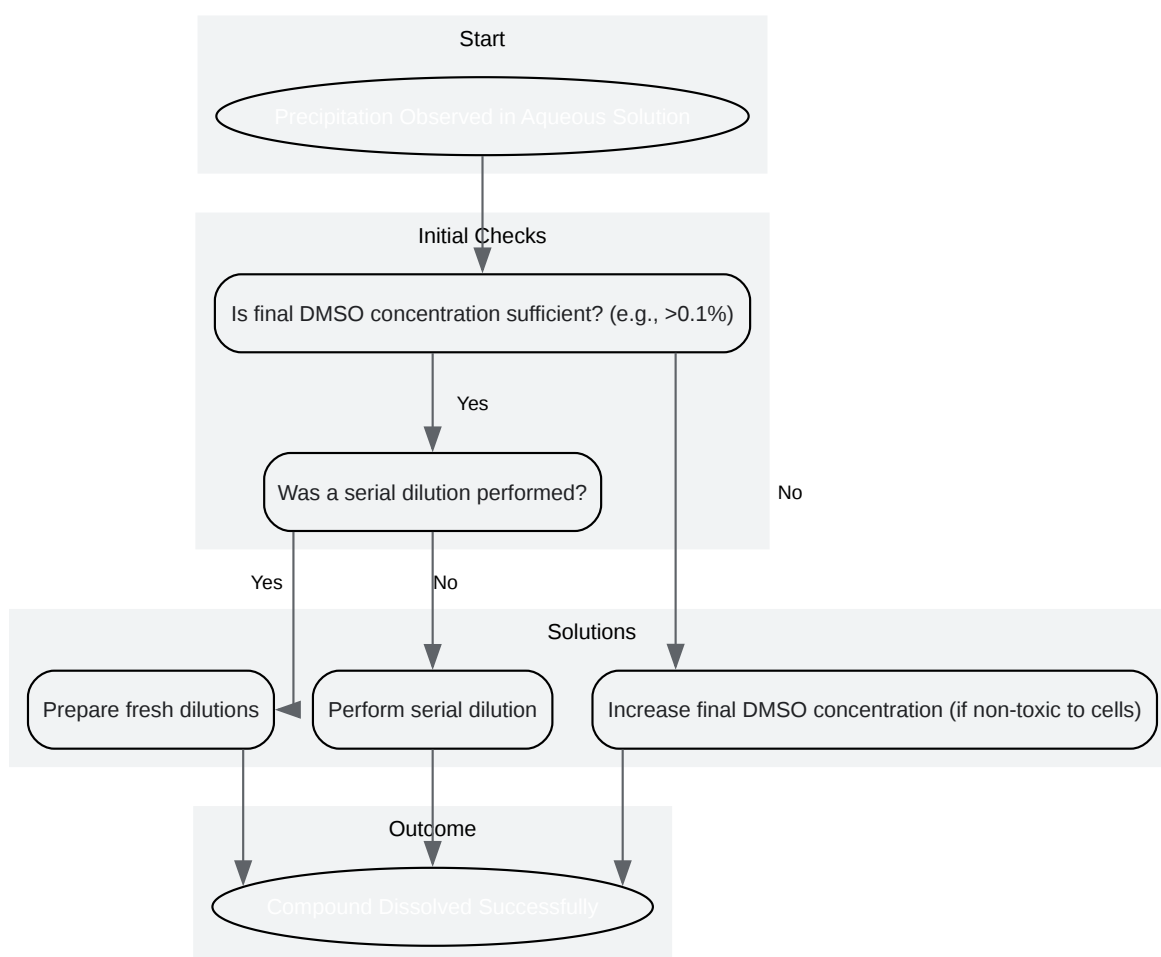 Start
Precipitation Observed in Aqueous Solution
Initial Checks
Is final DMSO concentration sufficient? (e.g., >0.1%)
Yes
Was a serial dilution performed?
No
Yes
No
Solutions
Prepare fresh dilutions
Perform serial dilution
Increase final DMSO concentration (if non-toxic to cells)
Outcome
Compound Dissolved Successfully